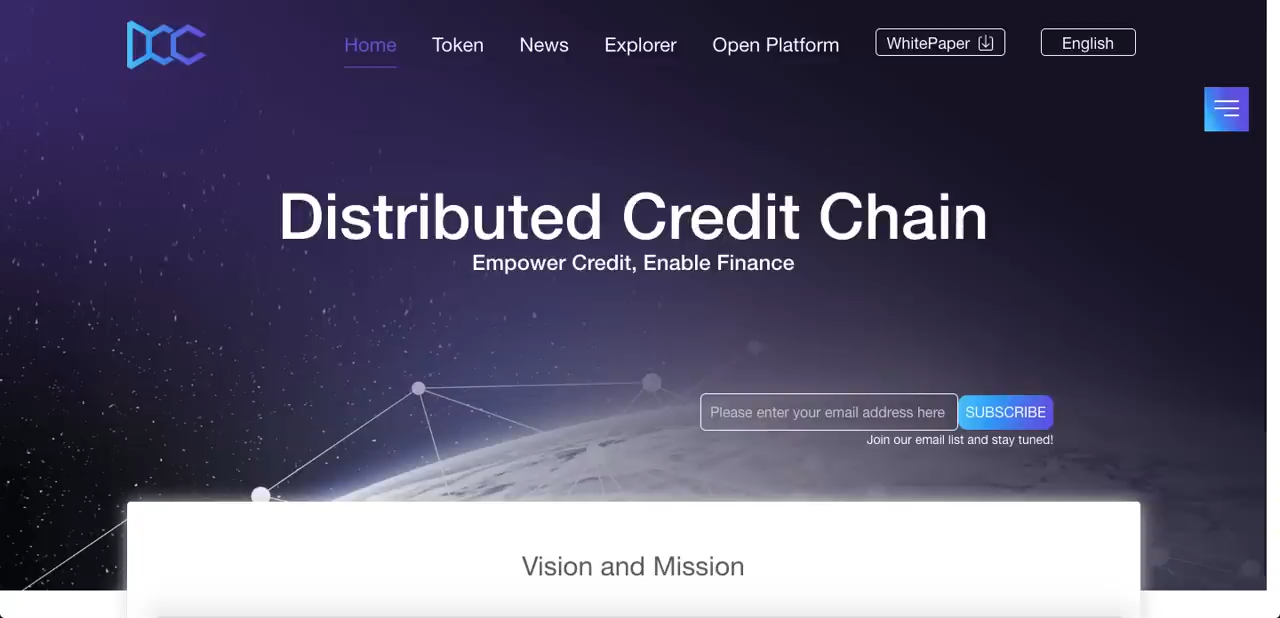 DCC
Home
Token
News
Explorer
Open Platform
WhitePaper
English
Distributed Credit Chain
Empower Credit, Enable Finance
Please enter your email address here
SUBSCRIBE
Join our email list and stay tuned!
Vision and Mission